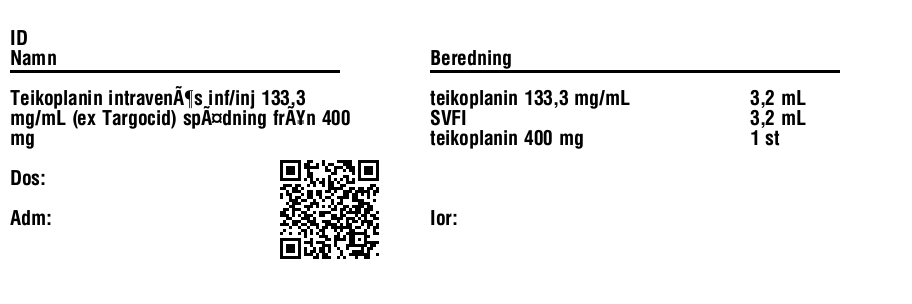 ID
Namn
Beredning
Teikoplanin intravenÃ¶s inf/inj 133,3
mg/mL (ex Targocid) spÃ¤dning frÃ¥n 400
mg
teikoplanin 133,3 mg/mL 3,2 mL
SVFI 3,2 mL
teikoplanin 400 mg 1 st
Dos:
Adm:
Ior: